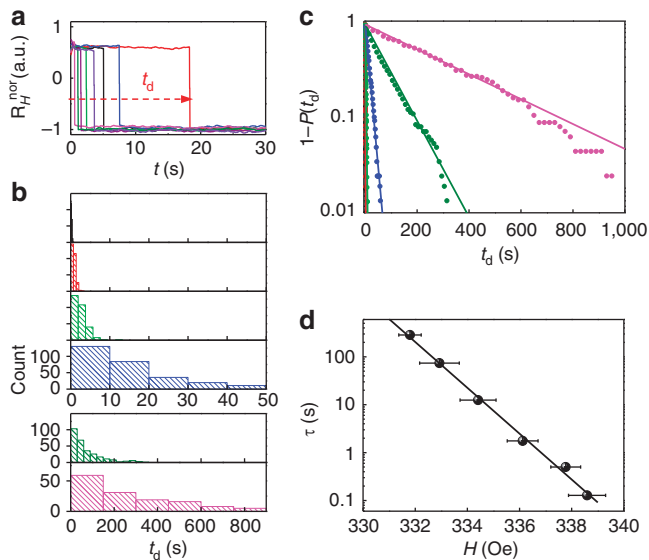 a
R_H^nor (a.u.)
1
0
−1
t_d
0 10 20 30
t (s)
b
Count
100
50
0
0 10 20 30 40 50
100
50
0
50
0
0 200 400 600 800
t_d (s)
c
1−P(t_d)
1
0.1
0.01
0 200 400 600 800 1,000
t_d (s)
d
τ (s)
100
10
1
0.1
330 332 334 336 338 340
H (Oe)